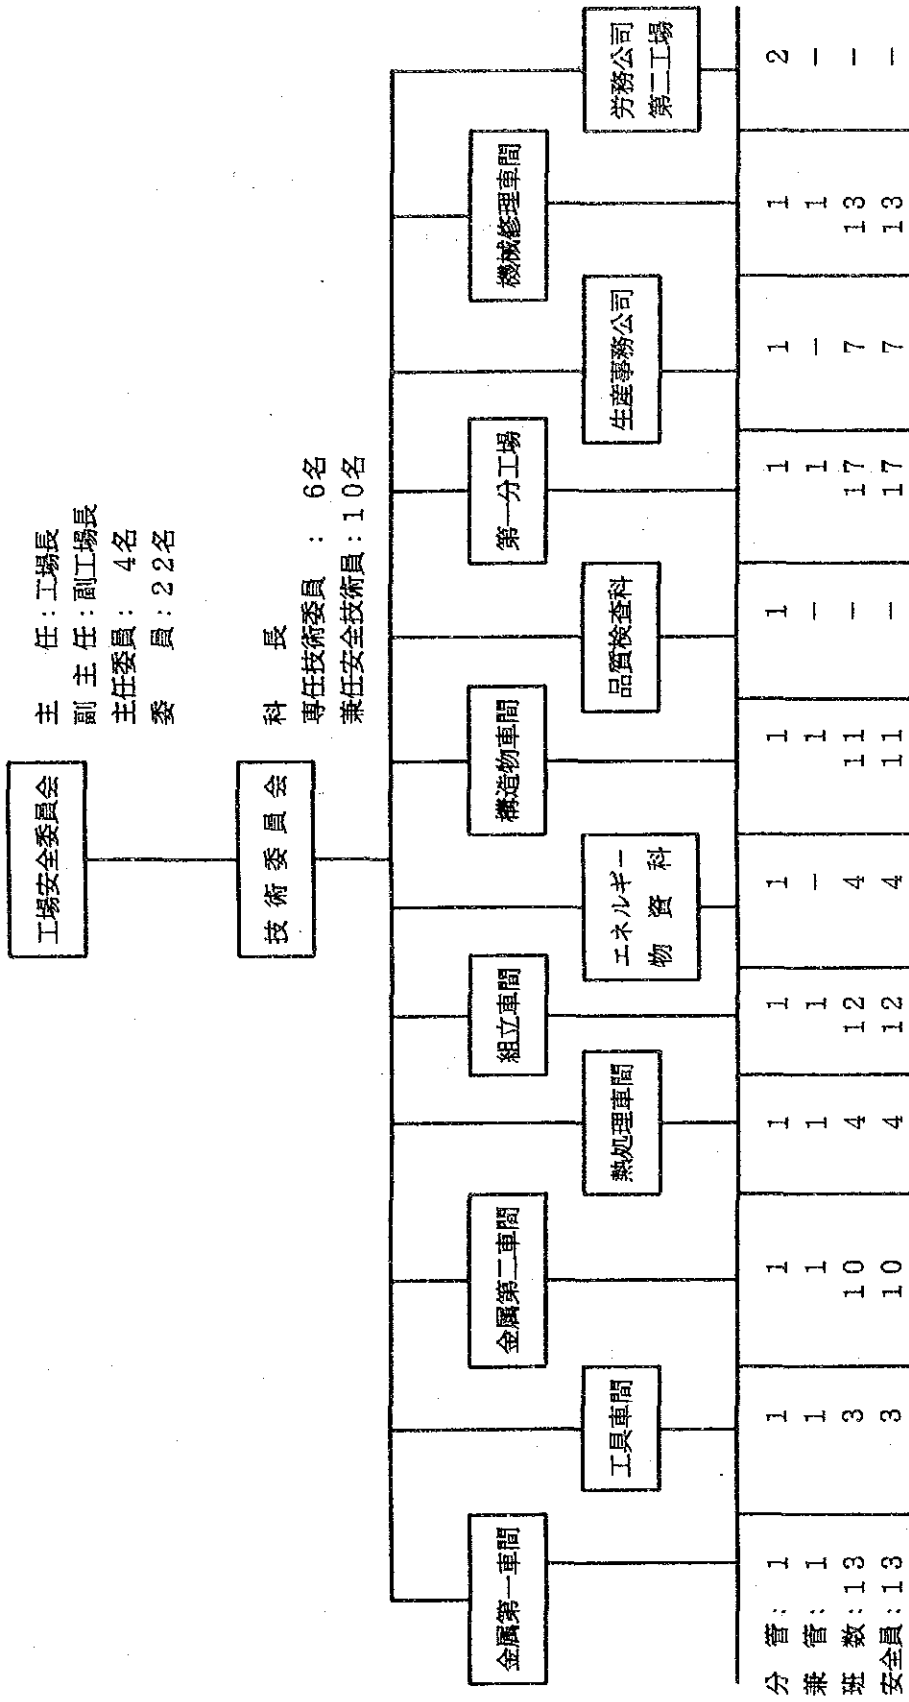 工場安全委員会
主 任:工場長
副 主 任:副工場長
主任委員: 4名
委 員:22名
技 術 委 員 会
科 長
専任技術委員 : 6名
兼任安全技術員:10名
金属第一車間
工具車間
金属第二車間
熱処理車間
組立車間
エネルギー
物 資 科
構造物車間
品質検査科
第一分工場
生産事務公司
機械修理車間
労務公司
第二工場
分 管: 1 1 1 1 1 1 1 1 1 1 1 2
兼 管: 1 1 1 1 1 - 1 - 1 - 1 -
班 数:13 3 10 4 12 4 11 - 17 7 13 -
安全員:13 3 10 4 12 4 11 - 17 7 13 -